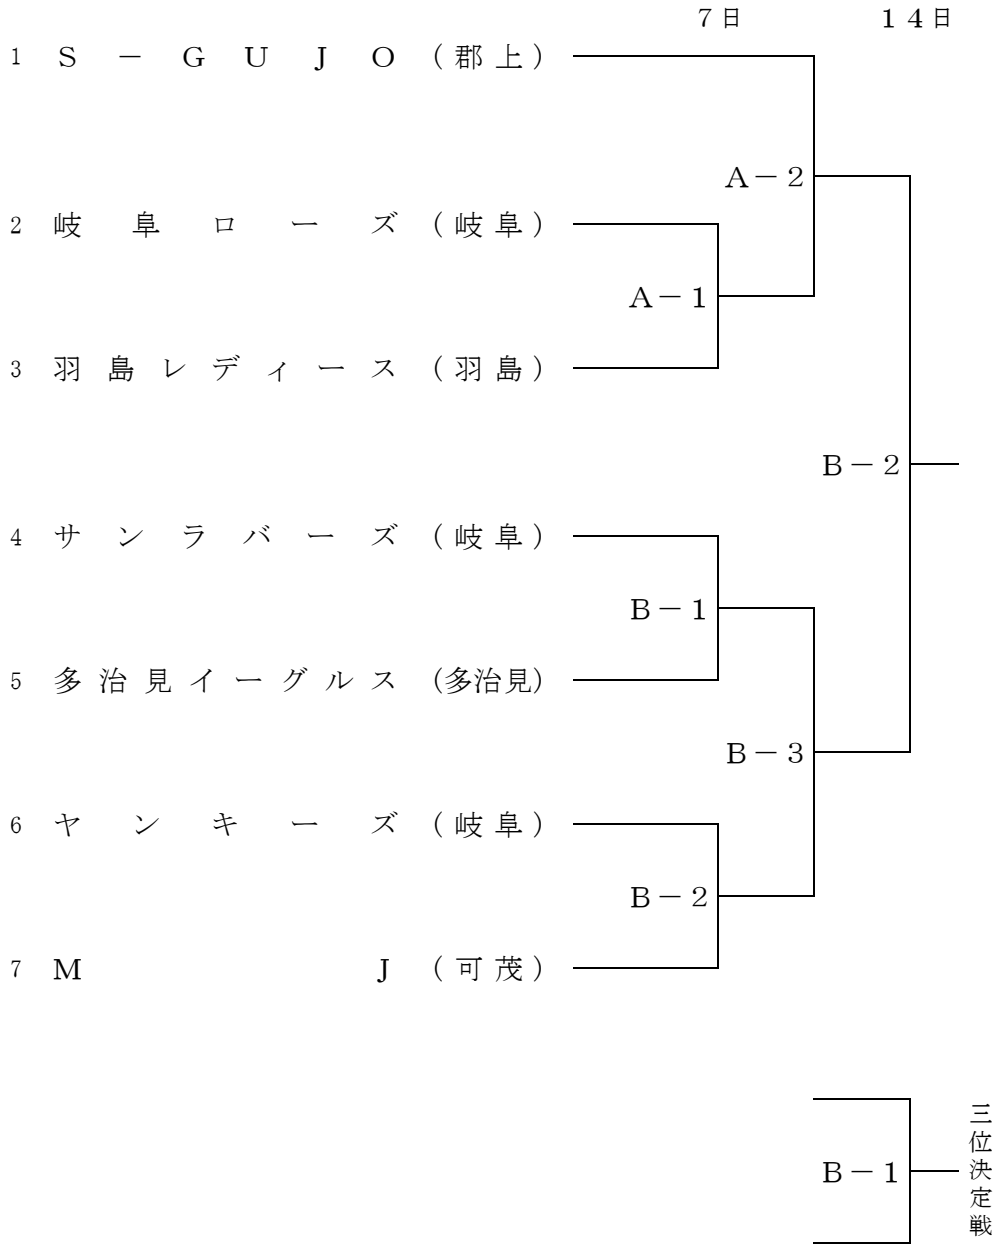 7日 14日
1 S-GUJO (郡上)
A-2
2 岐阜ローズ (岐阜)
A-1
3 羽島レディース (羽島)
B-2
4 サンラバーズ (岐阜)
B-1
5 多治見イーグルス (多治見)
B-3
6 ヤンキーズ (岐阜)
B-2
7 MJ (可茂)
B-1
三位決定戦